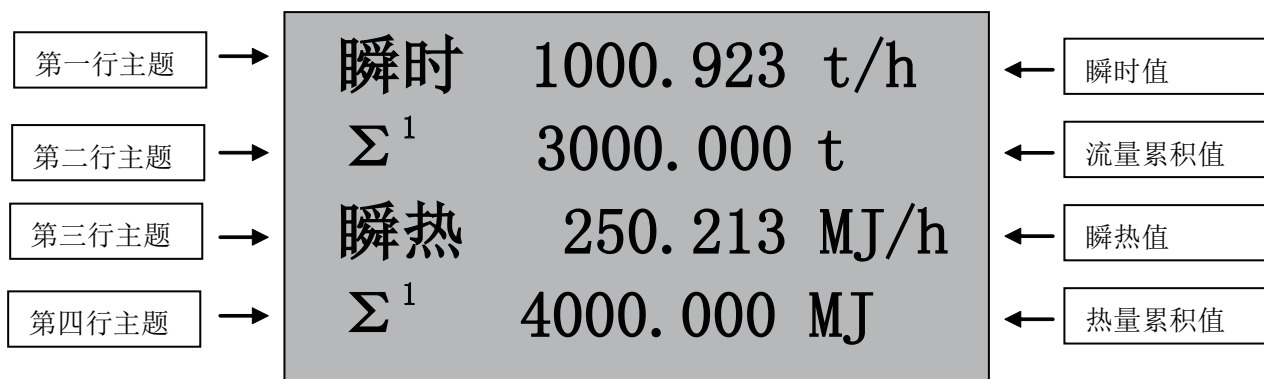 第一行主题 瞬时 1000.923 t/h 瞬时值
第二行主题 Σ¹ 3000.000 t 流量累积值
第三行主题 瞬热 250.213 MJ/h 瞬热值
第四行主题 Σ¹ 4000.000 MJ 热量累积值